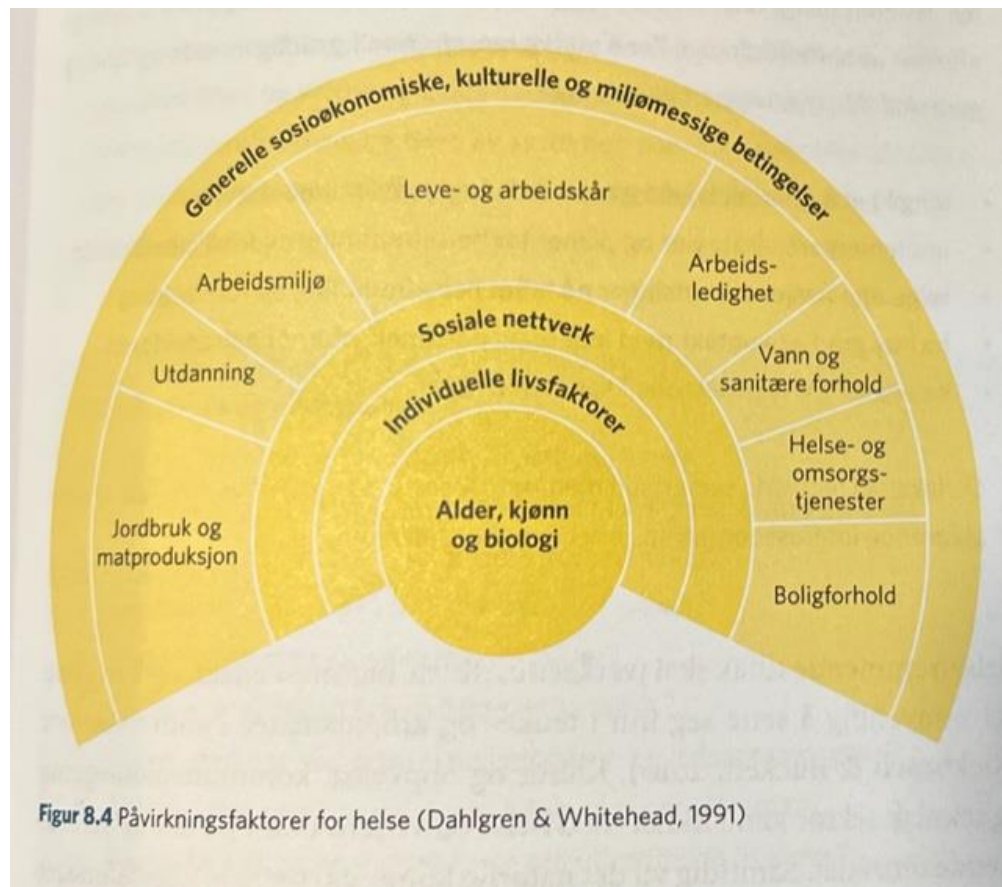 Generelle sosioøkonomiske, kulturelle og miljømessige betingelser
Leve- og arbeidskår
Arbeidsmiljø
Arbeids-
ledighet
Sosiale nettverk
Utdanning
Vann og
sanitære forhold
Individuelle livsfaktorer
Helse- og
omsorgs-
tjenester
Alder, kjønn
og biologi
Jordbruk og
matproduksjon
Boligforhold
Figur 8.4 Påvirkningsfaktorer for helse (Dahlgren & Whitehead, 1991)